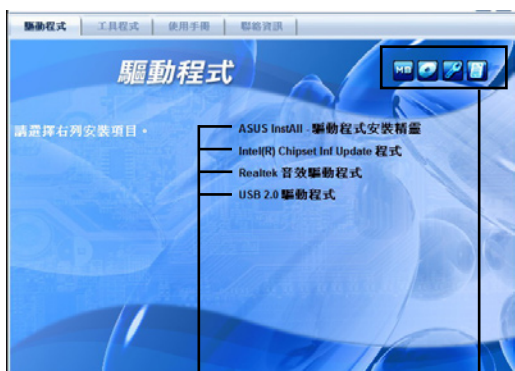 驅動程式 工具程式 使用手冊 聯絡資訊
驅動程式
MB
請選擇右列安裝項目。
ASUS InstAll - 驅動程式安裝精靈
Intel(R) Chipset Inf Update 程式
Realtek 音效驅動程式
USB 2.0 驅動程式